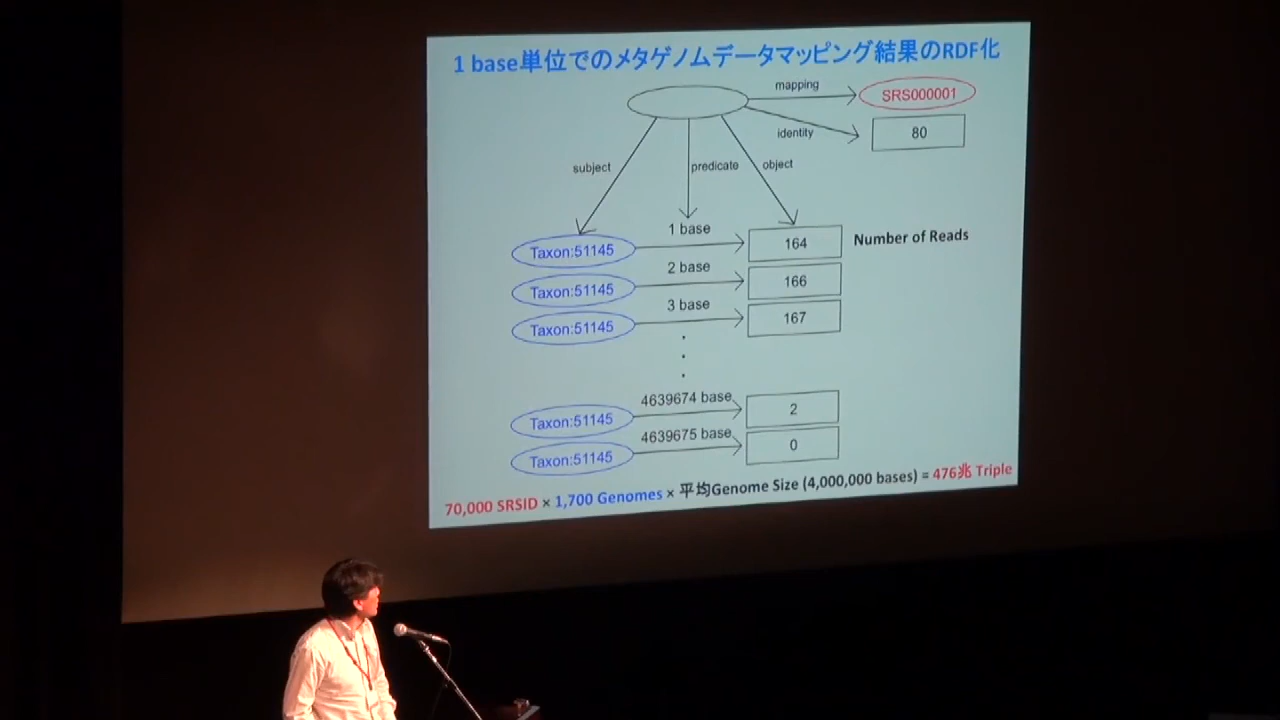 1 base単位でのメタゲノムデータマッピング結果のRDF化
mapping
SRS000001
identity
80
subject
predicate
object
Taxon:51145
1 base
164
Number of Reads
Taxon:51145
2 base
166
Taxon:51145
3 base
167
Taxon:51145
4639674 base
2
Taxon:51145
4639675 base
0
70,000 SRSID × 1,700 Genomes × 平均Genome Size (4,000,000 bases) = 476兆 Triple